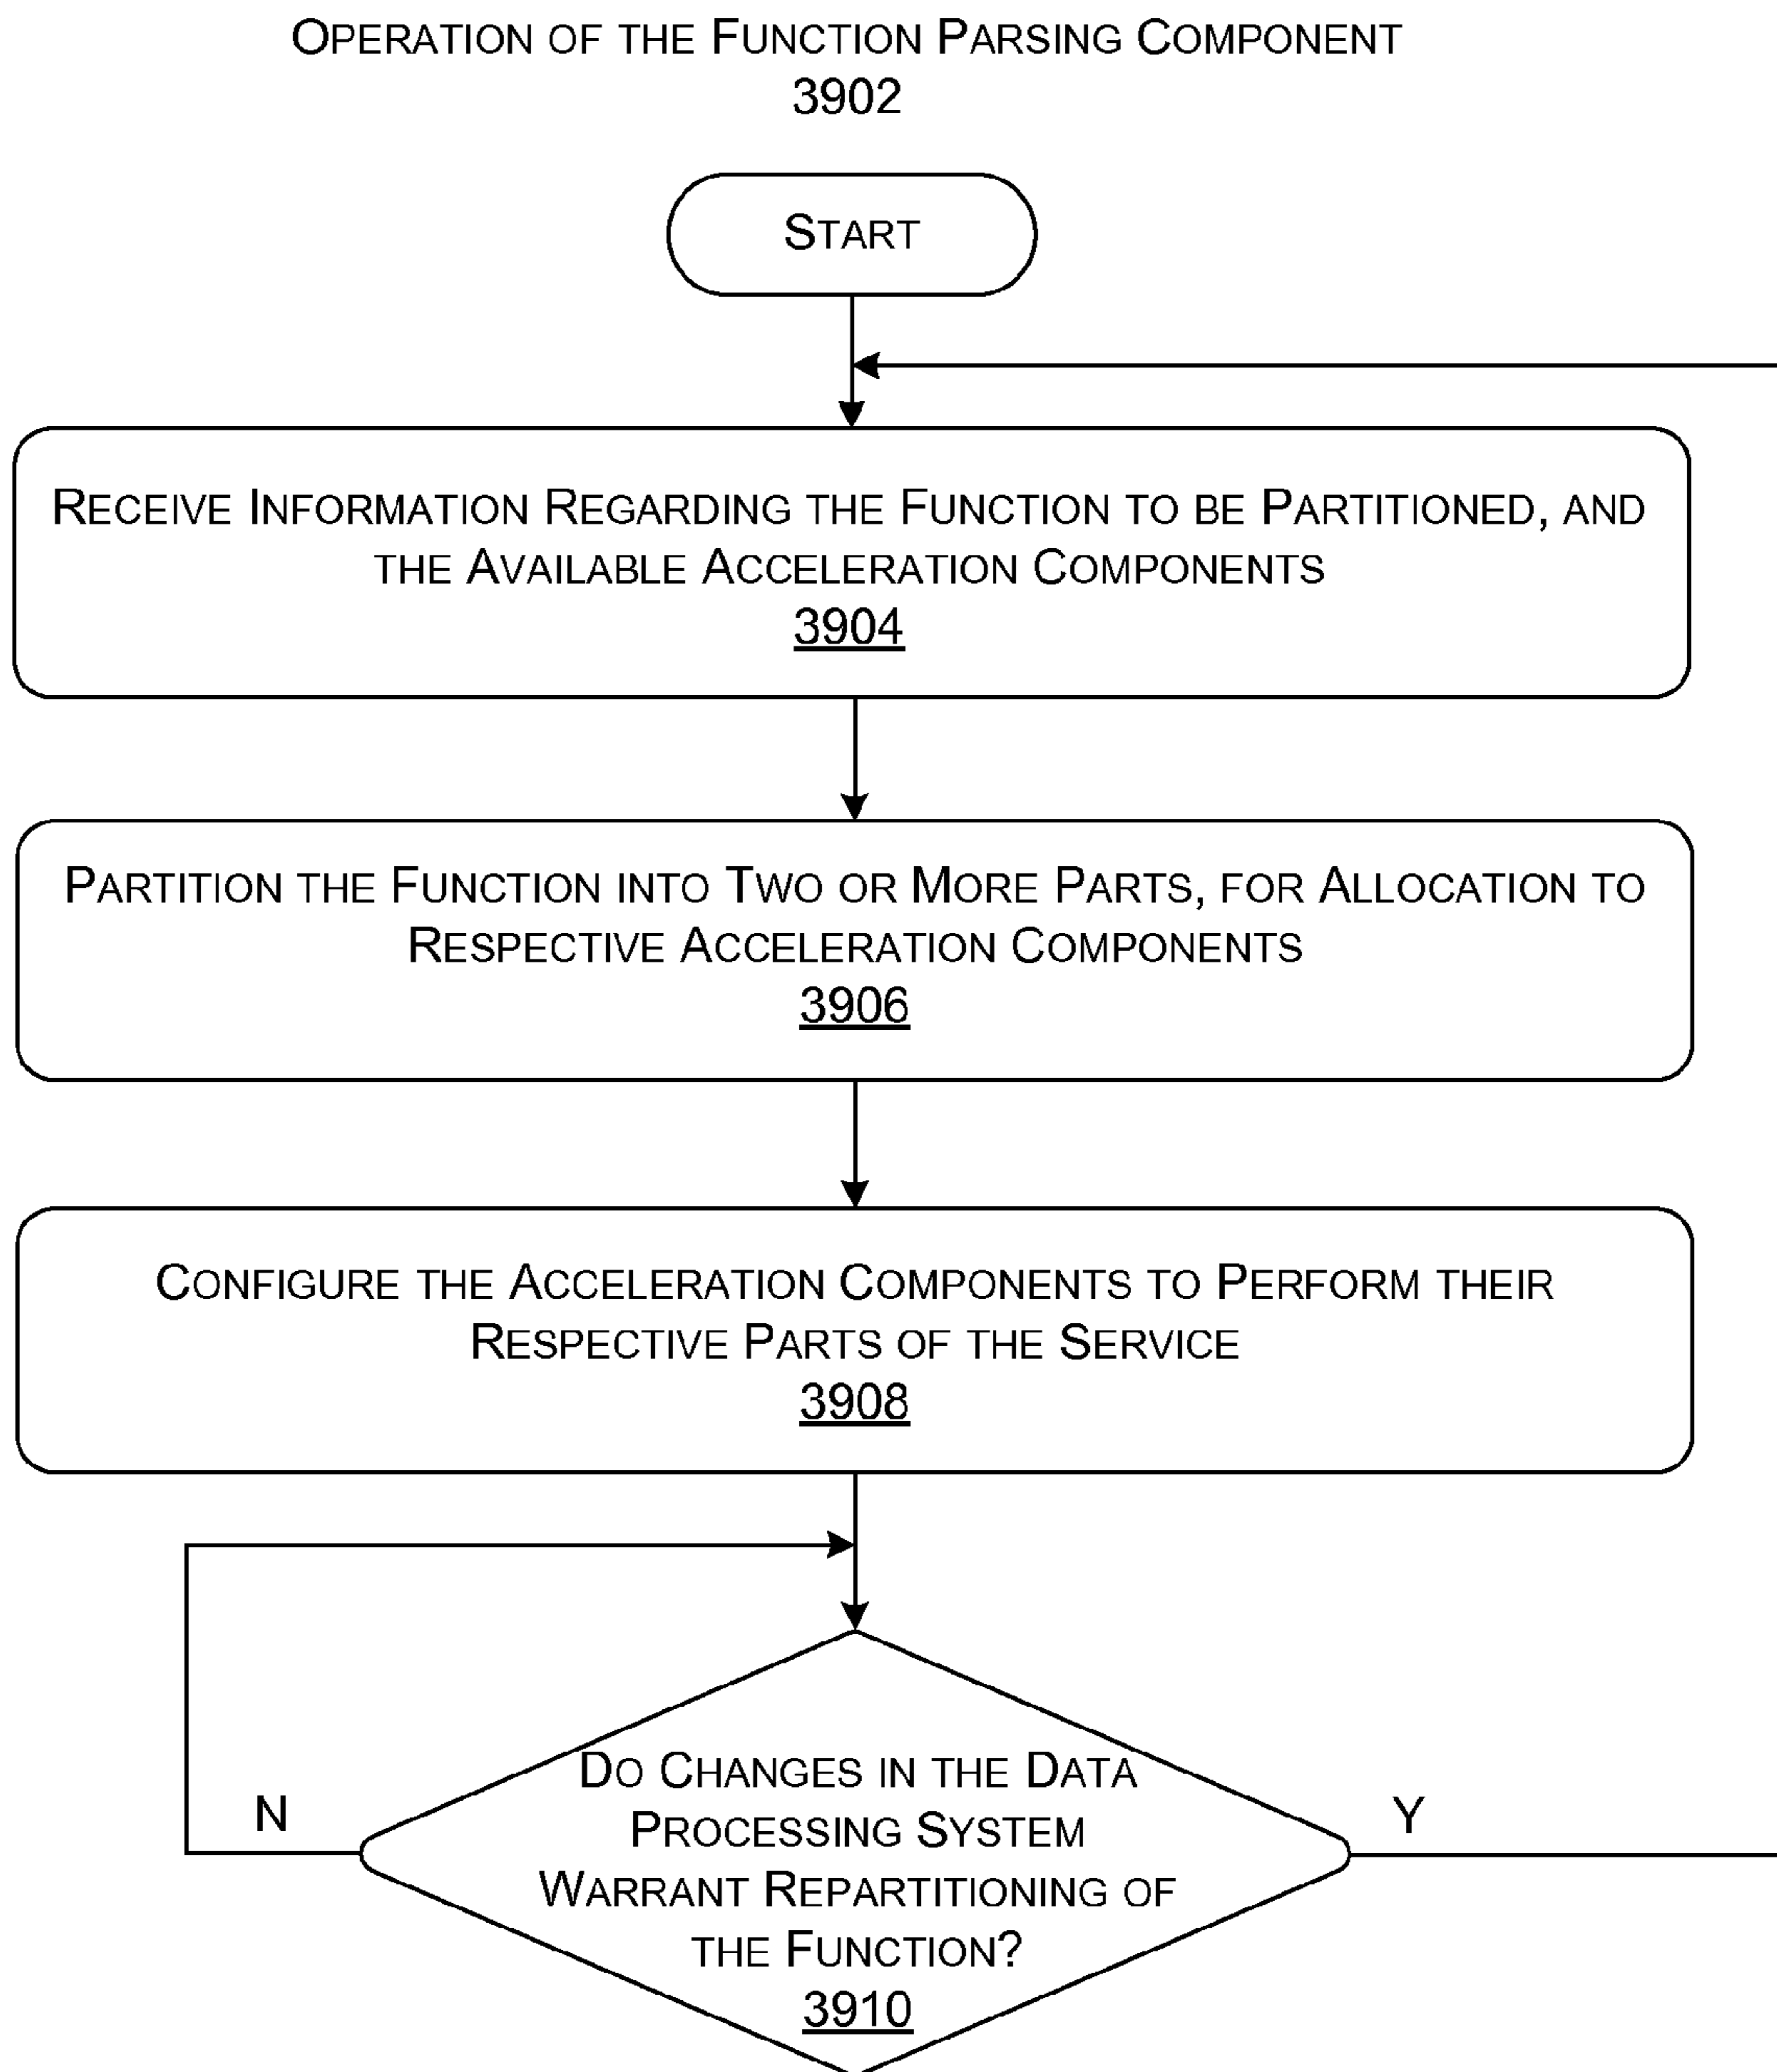 OPERATION OF THE FUNCTION PARSING COMPONENT
3902
START
RECEIVE INFORMATION REGARDING THE FUNCTION TO BE PARTITIONED, AND
THE AVAILABLE ACCELERATION COMPONENTS
3904
PARTITION THE FUNCTION INTO TWO OR MORE PARTS, FOR ALLOCATION TO
RESPECTIVE ACCELERATION COMPONENTS
3906
CONFIGURE THE ACCELERATION COMPONENTS TO PERFORM THEIR
RESPECTIVE PARTS OF THE SERVICE
3908
DO CHANGES IN THE DATA
PROCESSING SYSTEM
WARRANT REPARTITIONING OF
THE FUNCTION?
3910
N
Y